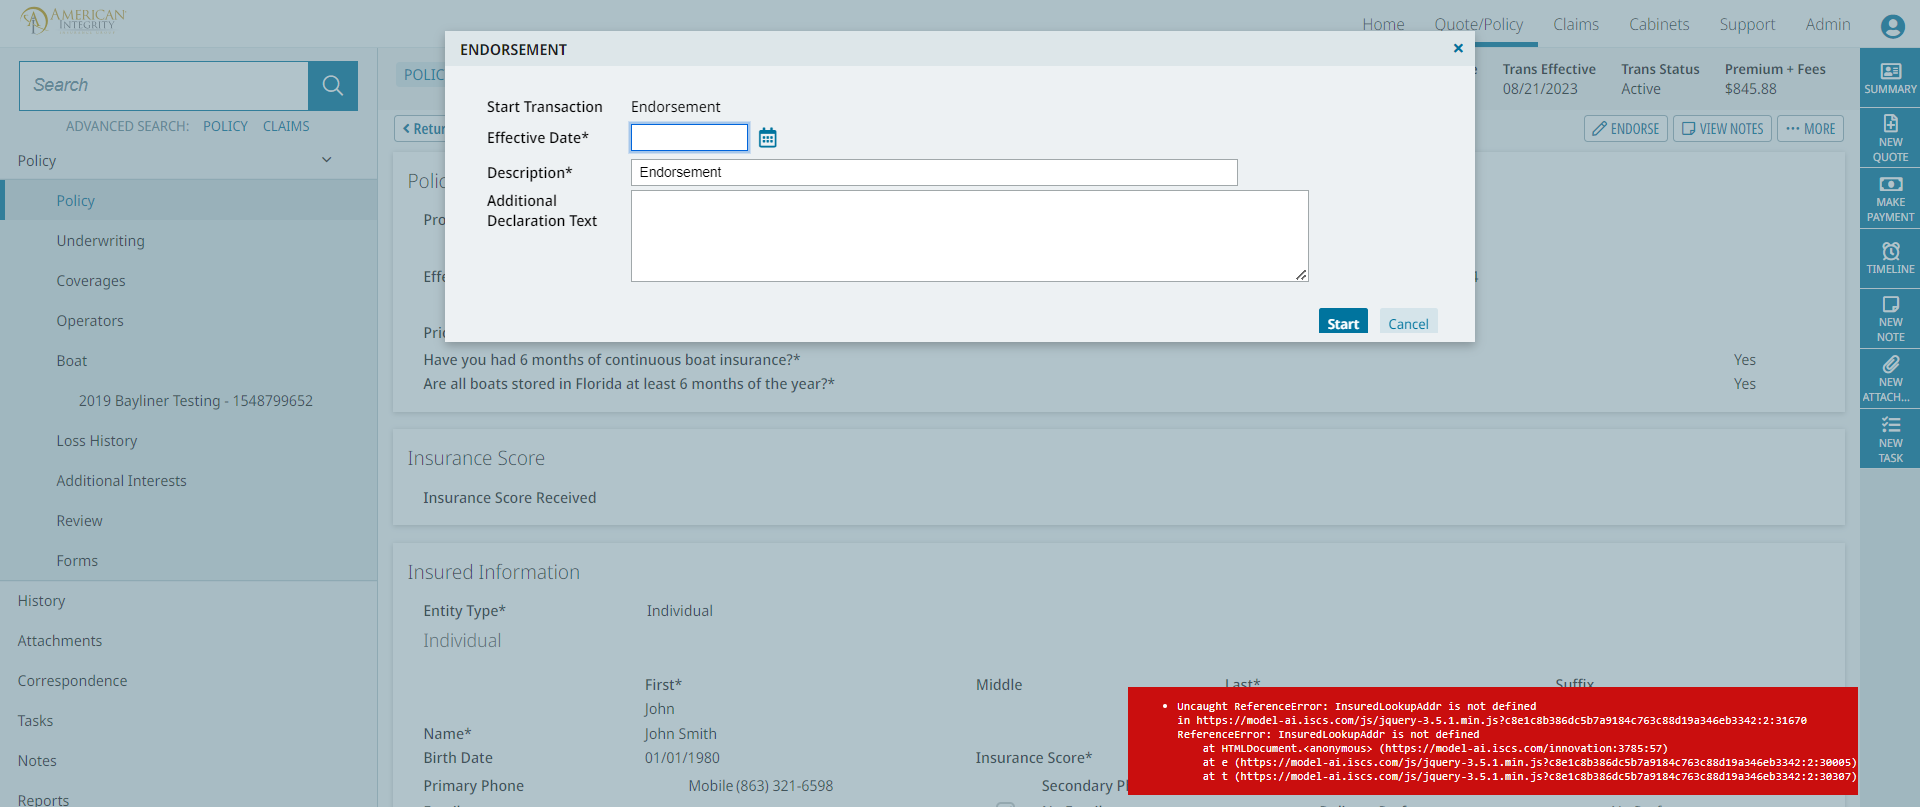 AMERICAN
INTEGRITY
Home
Quote/Policy
Claims
Cabinets
Support
Admin
ENDORSEMENT
Start Transaction
Endorsement
Effective Date*
Description*
Endorsement
Additional
Declaration Text
Start
Cancel
Search
ADVANCED SEARCH:
POLICY
CLAIMS
Policy
Policy
Underwriting
Coverages
Operators
Boat
2019 Bayliner Testing - 1548799652
Loss History
Additional Interests
Review
Forms
History
Attachments
Correspondence
Tasks
Notes
Reports
Trans Effective
08/21/2023
Trans Status
Active
Premium + Fees
$845.88
ENDORSE
VIEW NOTES
MORE
Have you had 6 months of continuous boat insurance?*
Yes
Are all boats stored in Florida at least 6 months of the year?*
Yes
Insurance Score
Insurance Score Received
Insured Information
Entity Type*
Individual
Individual
First*
Middle
Last*
Suffix
John
Name*
John Smith
Birth Date
01/01/1980
Insurance Score*
Primary Phone
Mobile (863) 321-6598
SUMMARY
NEW
QUOTE
MAKE
PAYMENT
TIMELINE
NEW
NOTE
NEW
ATTACH...
NEW
TASK
• Uncaught ReferenceError: InsuredLookupAddr is not defined
in https://model-ai.iscs.com/js/jquery-3.5.1.min.js?c8e1c8b386dc5b7a9184c763c88d19a346eb3342:2:31670
ReferenceError: InsuredLookupAddr is not defined
at HTMLDocument.<anonymous> (https://model-ai.iscs.com/innovation:3785:57)
at e (https://model-ai.iscs.com/js/jquery-3.5.1.min.js?c8e1c8b386dc5b7a9184c763c88d19a346eb3342:2:30005)
at t (https://model-ai.iscs.com/js/jquery-3.5.1.min.js?c8e1c8b386dc5b7a9184c763c88d19a346eb3342:2:30307)